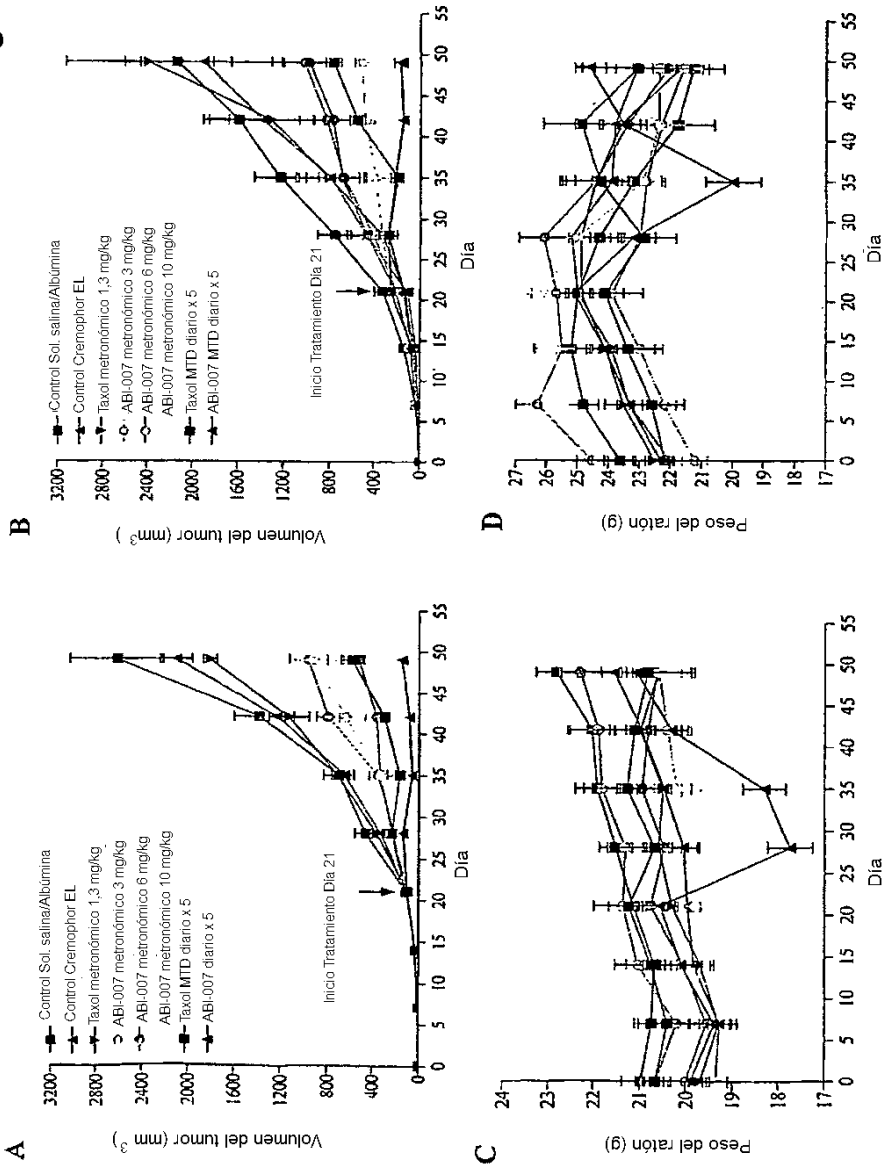 A
3200
2800
2400
2000
1600
1200
800
400
0
Volumen del tumor (mm³)
Control Sol. salina/Albúmina
Control Cremophor EL
Taxol metronómico 1,3 mg/kg
ABI-007 metronómico 3 mg/kg
ABI-007 metronómico 6 mg/kg
ABI-007 metronómico 10 mg/kg
Taxol MTD diario x 5
ABI-007 diario x 5
Inicio Tratamiento Día 21
0 5 10 15 20 25 30 35 40 45 50 55
Día
B
3200
2800
2400
2000
1600
1200
800
400
0
Volumen del tumor (mm³)
Control Sol. salina/Albúmina
Control Cremophor EL
Taxol metronómico 1,3 mg/kg
ABI-007 metronómico 3 mg/kg
ABI-007 metronómico 6 mg/kg
ABI-007 metronómico 10 mg/kg
Taxol MTD diario x 5
ABI-007 MTD diario x 5
Inicio Tratamiento Día 21
0 5 10 15 20 25 30 35 40 45 50 55
Día
C
24
23
22
21
20
19
18
17
Peso del ratón (g)
0 5 10 15 20 25 30 35 40 45 50 55
Día
D
27
26
25
24
23
22
21
20
19
18
17
Peso del ratón (g)
0 5 10 15 20 25 30 35 40 45 50 55
Día